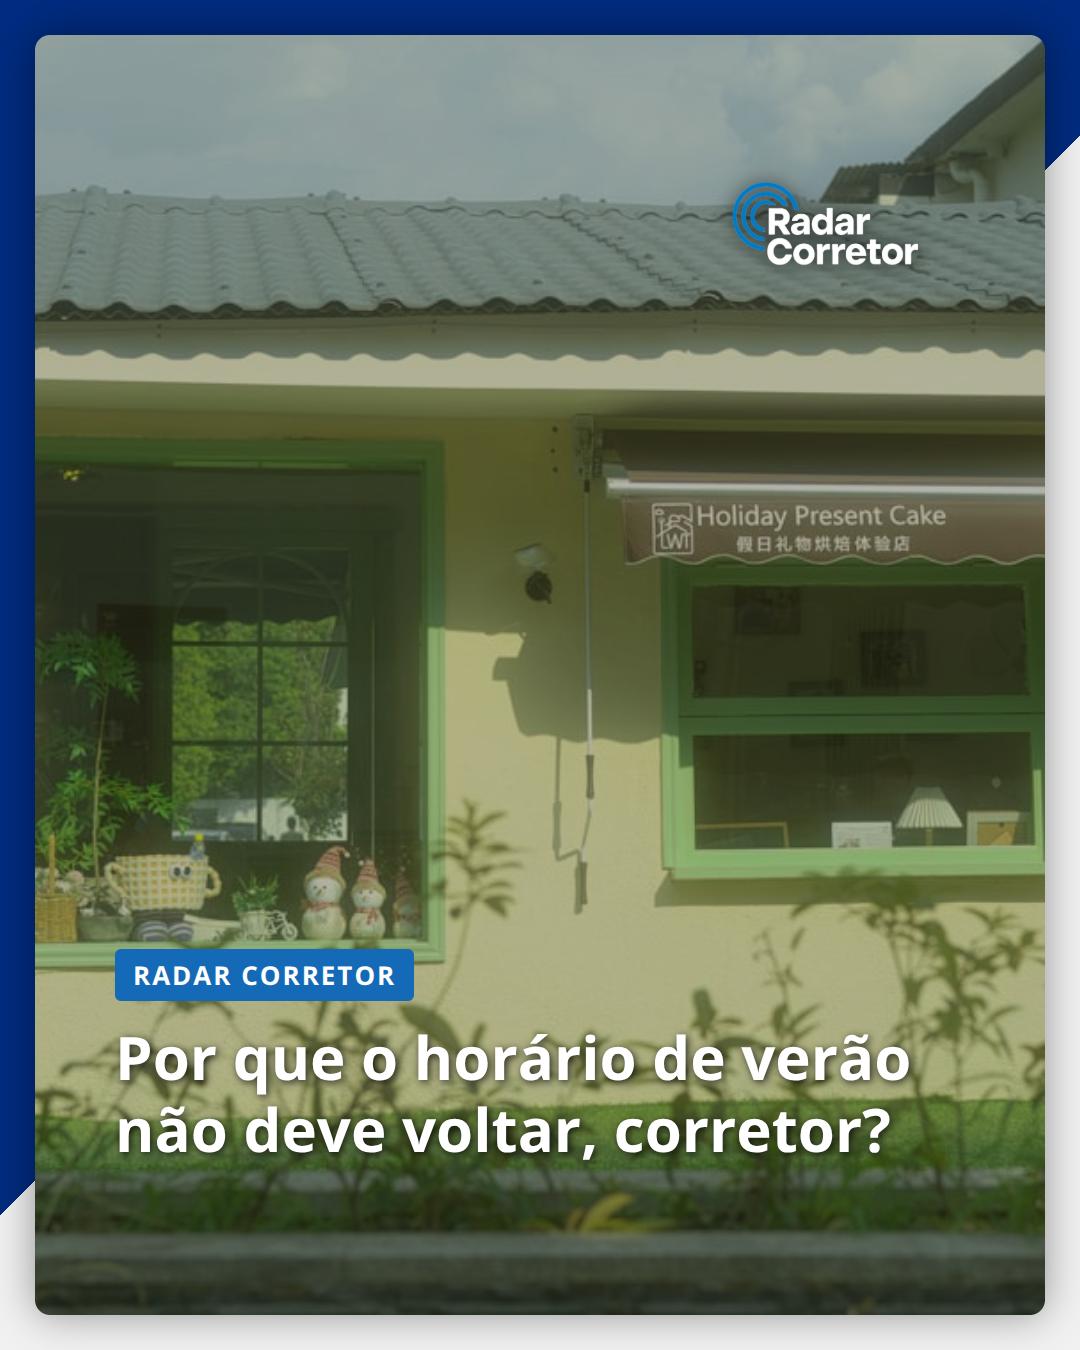 Radar
Corretor
Holiday Present Cake
假日礼物烘焙体验店
LWT
RADAR CORRETOR
Por que o horário de verão
não deve voltar, corretor?